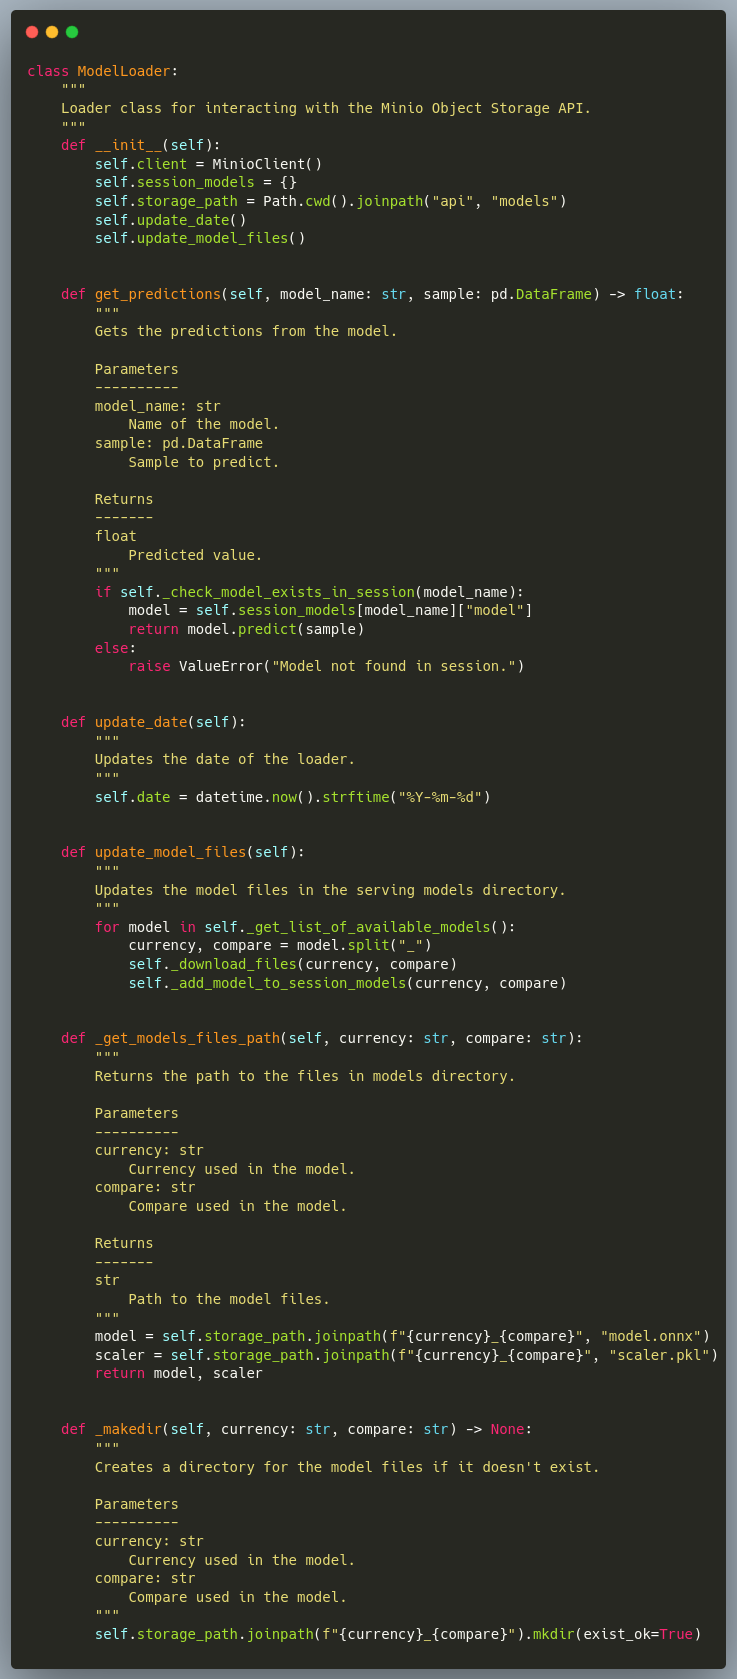 class ModelLoader:
    """
    Loader class for interacting with the Minio Object Storage API.
    """
    def __init__(self):
        self.client = MinioClient()
        self.session_models = {}
        self.storage_path = Path.cwd().joinpath("api", "models")
        self.update_date()
        self.update_model_files()


    def get_predictions(self, model_name: str, sample: pd.DataFrame) -> float:
        """
        Gets the predictions from the model.

        Parameters
        ----------
        model_name: str
            Name of the model.
        sample: pd.DataFrame
            Sample to predict.

        Returns
        -------
        float
            Predicted value.
        """
        if self._check_model_exists_in_session(model_name):
            model = self.session_models[model_name]["model"]
            return model.predict(sample)
        else:
            raise ValueError("Model not found in session.")


    def update_date(self):
        """
        Updates the date of the loader.
        """
        self.date = datetime.now().strftime("%Y-%m-%d")


    def update_model_files(self):
        """
        Updates the model files in the serving models directory.
        """
        for model in self._get_list_of_available_models():
            currency, compare = model.split("_")
            self._download_files(currency, compare)
            self._add_model_to_session_models(currency, compare)


    def _get_models_files_path(self, currency: str, compare: str):
        """
        Returns the path to the files in models directory.

        Parameters
        ----------
        currency: str
            Currency used in the model.
        compare: str
            Compare used in the model.

        Returns
        -------
        str
            Path to the model files.
        """
        model = self.storage_path.joinpath(f"{currency}_{compare}", "model.onnx")
        scaler = self.storage_path.joinpath(f"{currency}_{compare}", "scaler.pkl")
        return model, scaler


    def _makedir(self, currency: str, compare: str) -> None:
        """
        Creates a directory for the model files if it doesn't exist.

        Parameters
        ----------
        currency: str
            Currency used in the model.
        compare: str
            Compare used in the model.
        """
        self.storage_path.joinpath(f"{currency}_{compare}").mkdir(exist_ok=True)